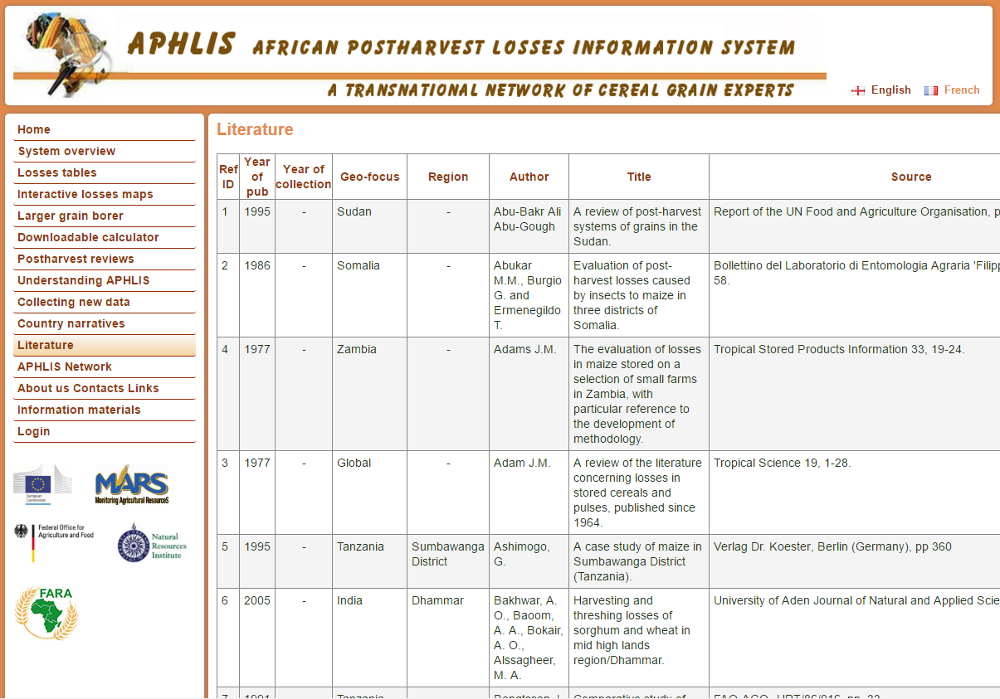 APHLIS AFRICAN POSTHARVEST LOSSES INFORMATION SYSTEM
A TRANSNATIONAL NETWORK OF CEREAL GRAIN EXPERTS
English French
Home
System overview
Losses tables
Interactive losses maps
Larger grain borer
Downloadable calculator
Postharvest reviews
Understanding APHLIS
Collecting new data
Country narratives
Literature
APHLIS Network
About us Contacts Links
Information materials
Login
European
Commission
MARS
Monitoring Agricultural ResourceS
Federal Office for
Agriculture and Food
Natural
Resources
Institute
FARA
Literature
Ref ID Year of pub Year of collection Geo-focus Region Author Title Source
1 1995 - Sudan - Abu-Bakr Ali A review of post-harvest Report of the UN Food and Agriculture Organisation, p
Abu-Gough systems of grains in the
Sudan.
2 1986 - Somalia - Abukar Evaluation of post- Bollettino del Laboratorio di Entomologia Agraria 'Filipp
M.M., Burgio harvest losses caused 58.
G. and by insects to maize in
Ermenegildo three districts of
T. Somalia.
4 1977 - Zambia - Adams J.M. The evaluation of losses Tropical Stored Products Information 33, 19-24.
in maize stored on a
selection of small farms
in Zambia, with
particular reference to
the development of
methodology.
3 1977 - Global - Adam J.M. A review of the literature Tropical Science 19, 1-28.
concerning losses in
stored cereals and
pulses, published since
1964.
5 1995 - Tanzania Sumbawanga Ashimogo, A case study of maize in Verlag Dr. Koester, Berlin (Germany), pp 360
District G. Sumbawanga District
(Tanzania).
6 2005 - India Dhammar Bakhwar, A. Harvesting and University of Aden Journal of Natural and Applied Scie
O., Baoom, threshing losses of
A. A., Bokair, sorghum and wheat in
A. O., mid high lands
Alssagheer, region/Dhammar.
M. A.
7 1991 Tanzania Comparative study of